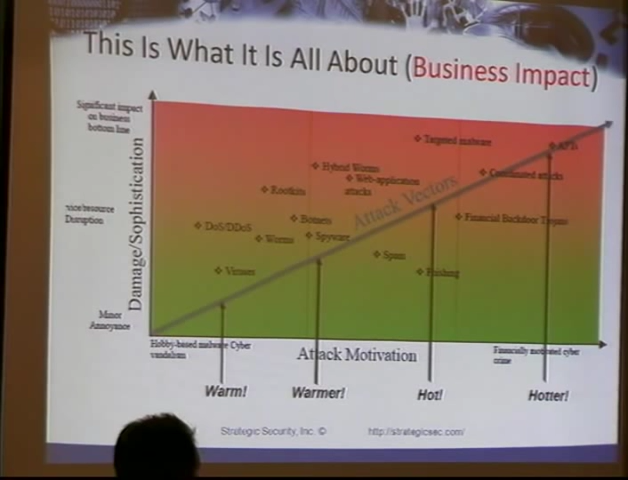 This Is What It Is All About (Business Impact)
Significant impact
on business
bottom line
Damage/Sophistication
Disruption
Minor
Annoyance
Targeted malware
APTs
Hybrid Worms
Coordinated attacks
Web-application
attacks
Rootkits
Attack Vectors
Botnets
Financial Backdoor Trojans
DoS/DDoS
Worms
Spyware
Spam
Viruses
Phishing
Hobby-based malware Cyber
vandalism
Attack Motivation
Financially motivated cyber
crime
Warm!
Warmer!
Hot!
Hotter!
Strategic Security, Inc. ©
http://strategicsec.com/